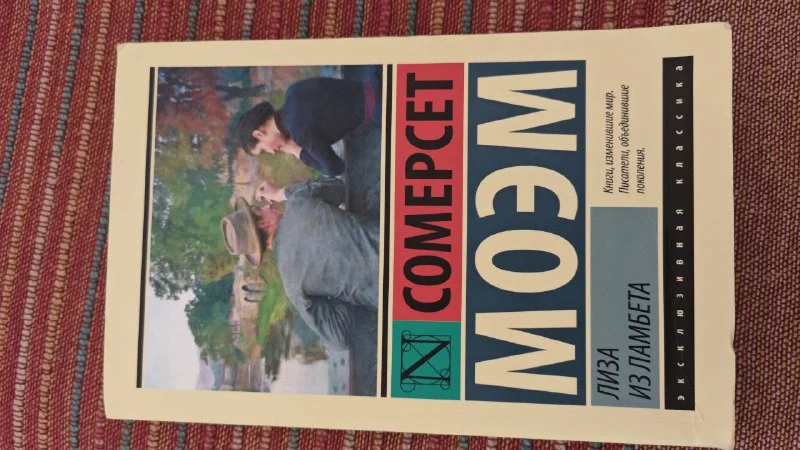 СОМЕРСЕТ
МОЭМ
Книги, изменившие мир.
Писатели, объединившие
поколения.
ЛИЗА
ИЗ ЛАМБЕТА
эксклюзивная классика